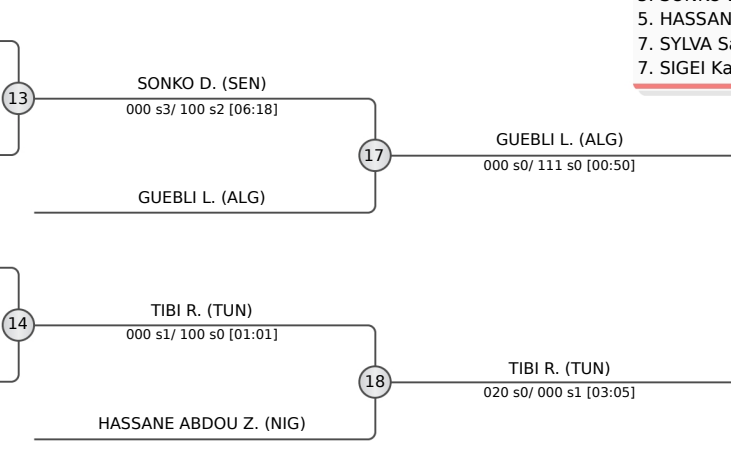 5. HASSAN
7. SYLVA Sa
7. SIGEI Ka
SONKO D. (SEN)
13
000 s3/ 100 s2 [06:18]
GUEBLI L. (ALG)
17
000 s0/ 111 s0 [00:50]
GUEBLI L. (ALG)
TIBI R. (TUN)
14
000 s1/ 100 s0 [01:01]
TIBI R. (TUN)
18
020 s0/ 000 s1 [03:05]
HASSANE ABDOU Z. (NIG)